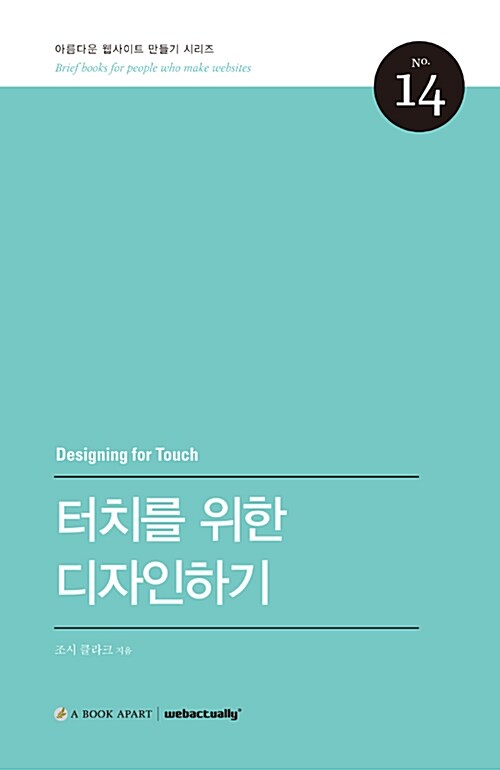 아름다운 웹사이트 만들기 시리즈
Brief books for people who make websites
No.
14
Designing for Touch
터치를 위한
디자인하기
조시 클라크 지음
A BOOK APART | webactually®